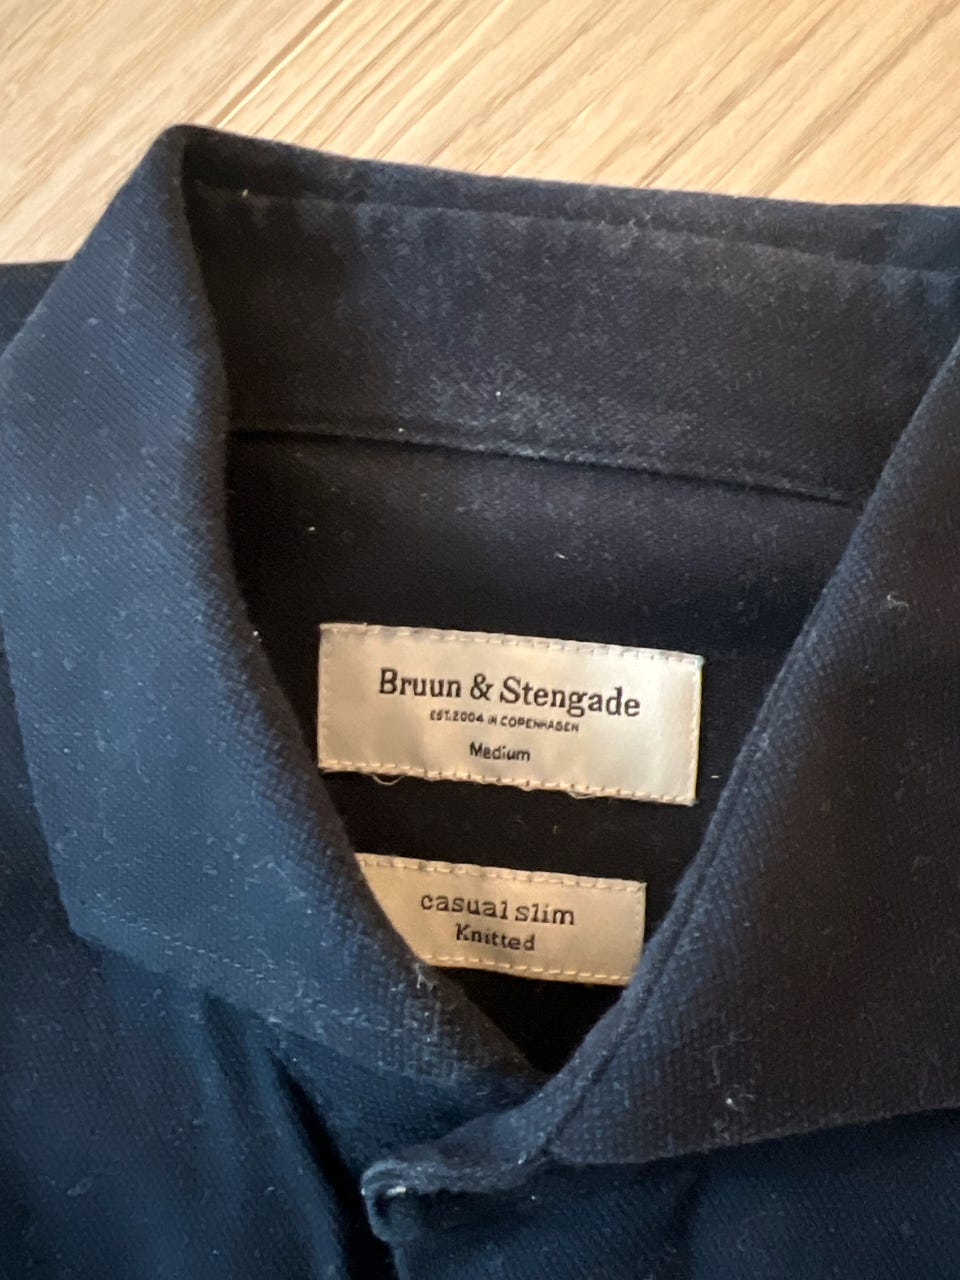 Bruun & Stengade
EST.2004 IN COPENHAGEN
Medium
casual slim
Knitted